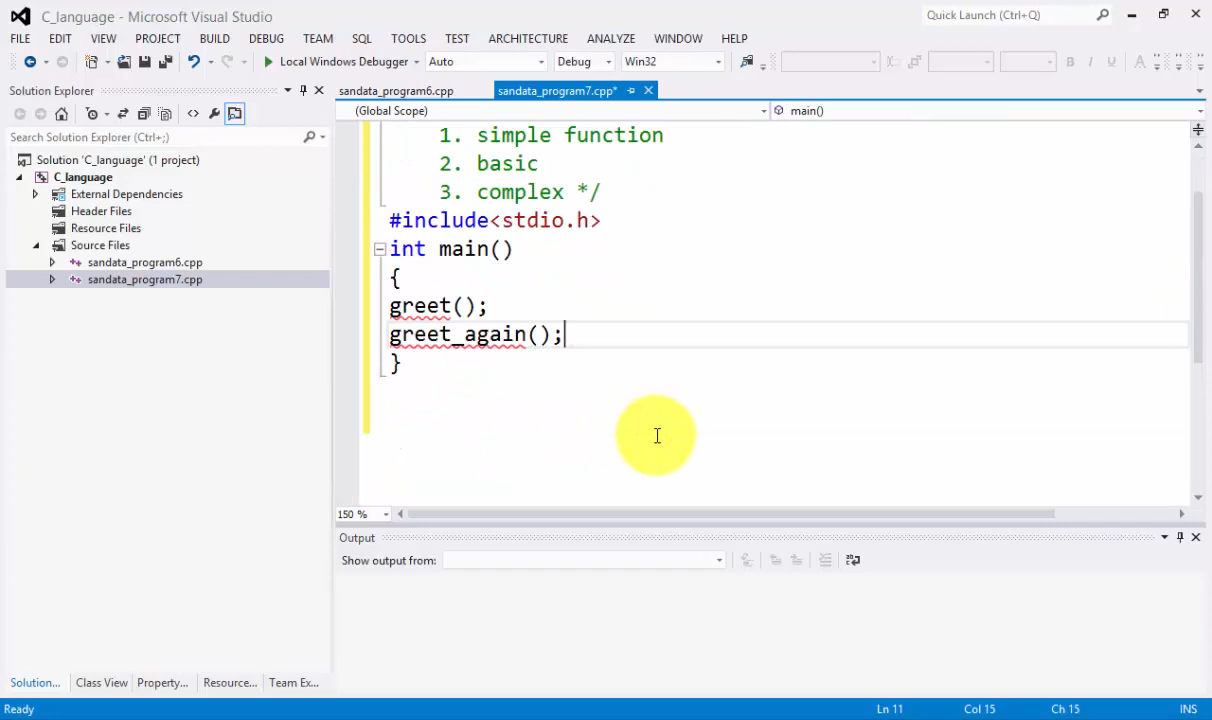 C_language - Microsoft Visual Studio
Quick Launch (Ctrl+Q)
FILE EDIT VIEW PROJECT BUILD DEBUG TEAM SQL TOOLS TEST ARCHITECTURE ANALYZE WINDOW HELP
Local Windows Debugger Auto Debug Win32 A B I U A
Solution Explorer
sandata_program6.cpp sandata_program7.cpp*
(Global Scope) main()
Search Solution Explorer (Ctrl+;)
Solution 'C_language' (1 project)
C_language
External Dependencies
Header Files
Resource Files
Source Files
sandata_program6.cpp
sandata_program7.cpp
1. simple function
2. basic
3. complex */
#include<stdio.h>
int main()
{
greet();
greet_again();
}
150 %
Output
Show output from:
Solution... Class View Property... Resource... Team Ex...
Ready Ln 11 Col 15 Ch 15 INS